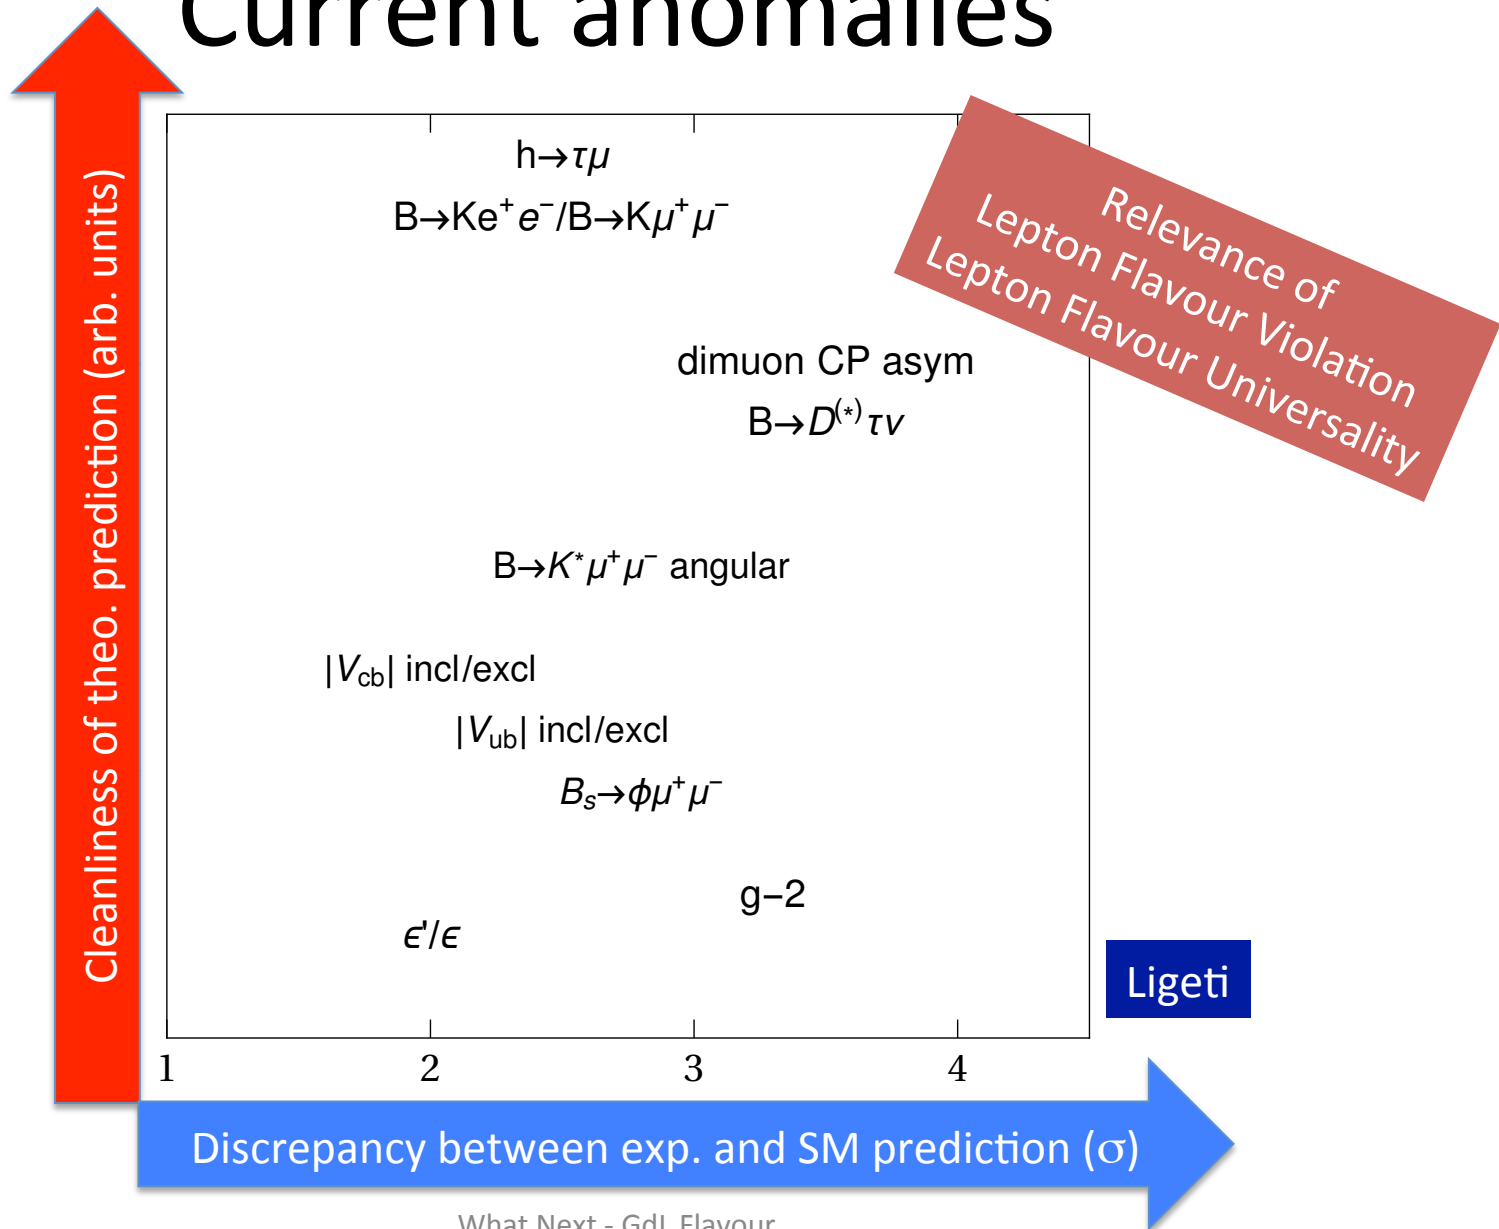 Current anomalies
Cleanliness of theo. prediction (arb. units)
h→τμ
B→Ke⁺e⁻/B→Kμ⁺μ⁻
Relevance of
Lepton Flavour Violation
Lepton Flavour Universality
dimuon CP asym
B→D⁽*⁾τν
B→K*μ⁺μ⁻ angular
|V_cb| incl/excl
|V_ub| incl/excl
B_s→ϕμ⁺μ⁻
g−2
ϵ'/ϵ
Ligeti
1 2 3 4
Discrepancy between exp. and SM prediction (σ)
What Next - GdL Flavour